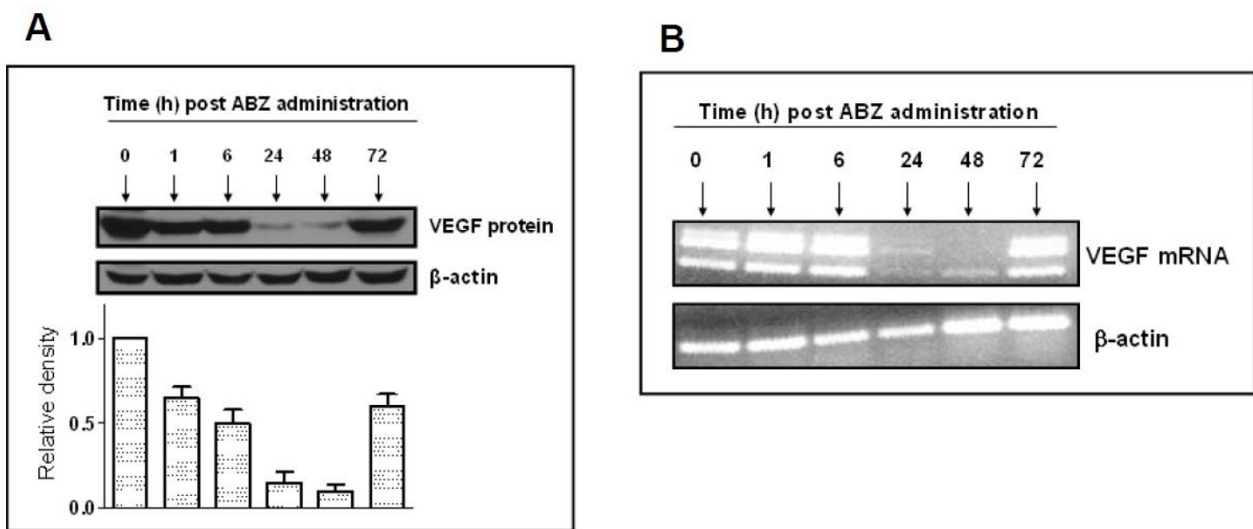 A
Time (h) post ABZ administration
0 1 6 24 48 72
VEGF protein
β-actin
1.0
0.5
0.0
Relative density
B
Time (h) post ABZ administration
0 1 6 24 48 72
VEGF mRNA
β-actin